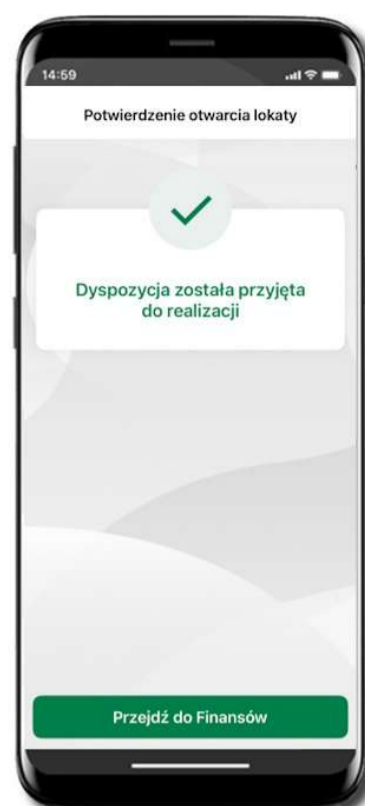 14:59
Potwierdzenie otwarcia lokaty
Dyspozycja została przyjęta
do realizacji
Przejdź do Finansów